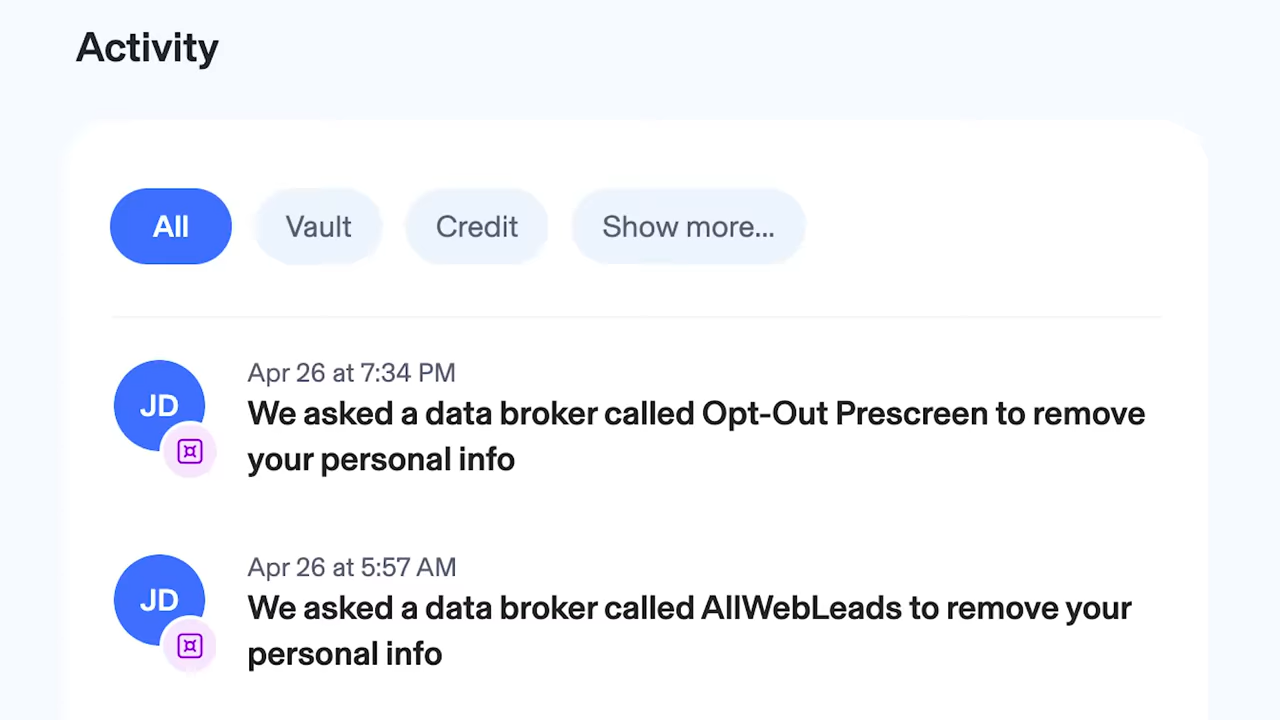 Activity
All
Vault
Credit
Show more...
JD
Apr 26 at 7:34 PM
We asked a data broker called Opt-Out Prescreen to remove
your personal info
JD
Apr 26 at 5:57 AM
We asked a data broker called AllWebLeads to remove your
personal info